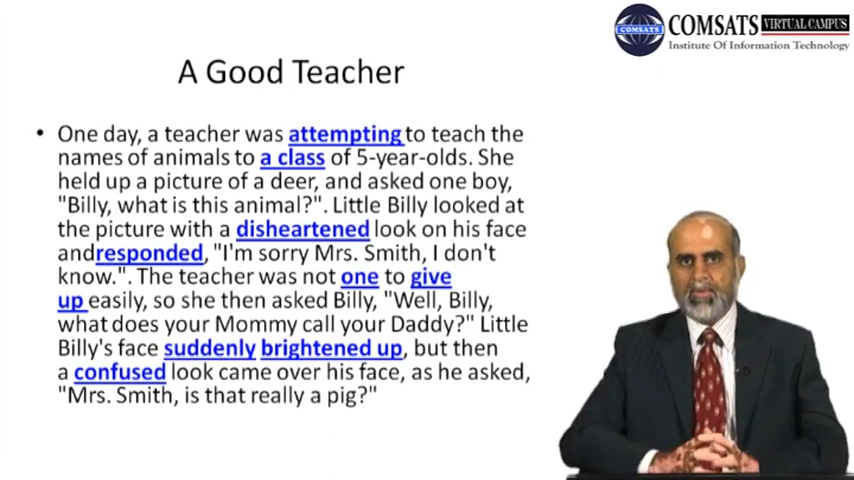 COMSATS VIRTUAL CAMPUS
Institute Of Information Technology
COMSATS
A Good Teacher
• One day, a teacher was attempting to teach the
names of animals to a class of 5-year-olds. She
held up a picture of a deer, and asked one boy,
"Billy, what is this animal?". Little Billy looked at
the picture with a disheartened look on his face
andresponded, "I'm sorry Mrs. Smith, I don't
know.". The teacher was not one to give
up easily, so she then asked Billy, "Well, Billy,
what does your Mommy call your Daddy?" Little
Billy's face suddenly brightened up, but then
a confused look came over his face, as he asked,
"Mrs. Smith, is that really a pig?"